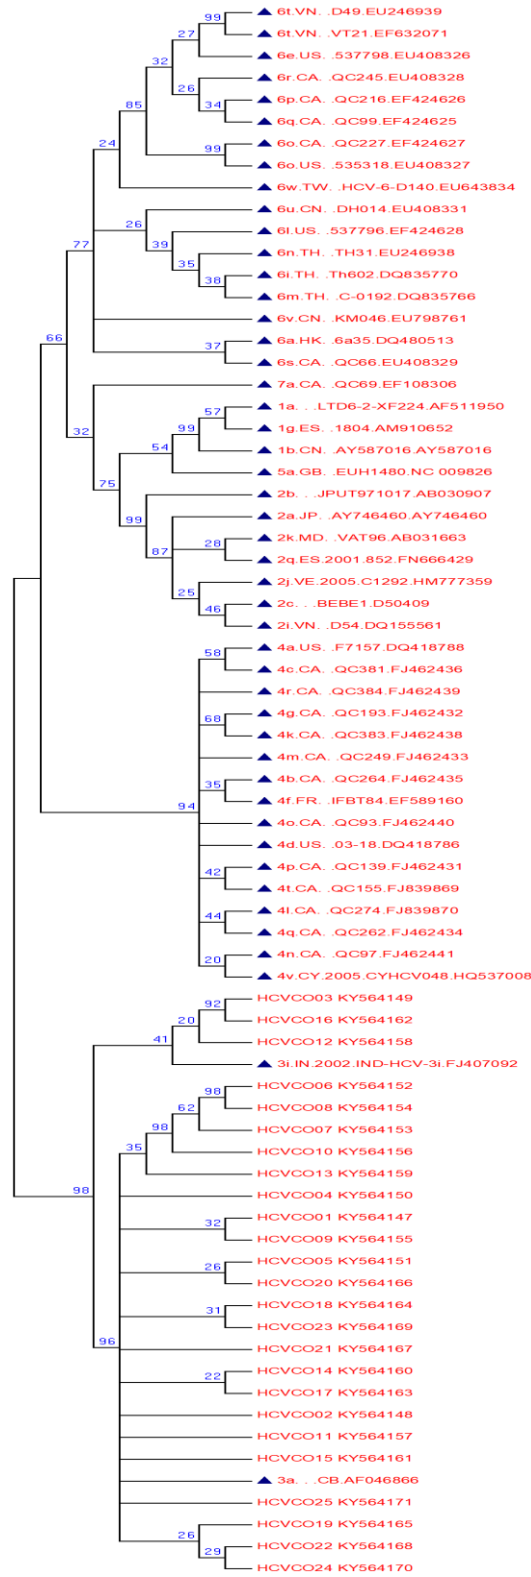 99
6t.VN. .D49.EU246939
27
6t.VN. .VT21.EF632071
6e.US. .537798.EU408326
32
6r.CA. .QC245.EU408328
26
34
6p.CA. .QC216.EF424626
85
6q.CA. .QC99.EF424625
24
99
6o.CA. .QC227.EF424627
6o.US. .535318.EU408327
6w.TW. .HCV-6-D140.EU643834
26
6u.CN. .DH014.EU408331
77
39
6l.US. .537796.EF424628
35
6n.TH. .TH31.EU246938
38
6i.TH. .Th602.DQ835770
6m.TH. .C-0192.DQ835766
66
6v.CN. .KM046.EU798761
37
6a.HK. .6a35.DQ480513
6s.CA. .QC66.EU408329
7a.CA. .QC69.EF108306
32
57
1a. . .LTD6-2-XF224.AF511950
99
1g.ES. .1804.AM910652
54
1b.CN. .AY587016.AY587016
5a.GB. .EUH1480.NC 009826
75
2b. . .JPUT971017.AB030907
99
2a.JP. .AY746460.AY746460
87
28
2k.MD. .VAT96.AB031663
2q.ES.2001.852.FN666429
25
2j.VE.2005.C1292.HM777359
46
2c. . .BEBE1.D50409
2i.VN. .D54.DQ155561
58
4a.US. .F7157.DQ418788
4c.CA. .QC381.FJ462436
4r.CA. .QC384.FJ462439
68
4g.CA. .QC193.FJ462432
4k.CA. .QC383.FJ462438
4m.CA. .QC249.FJ462433
35
4b.CA. .QC264.FJ462435
94
4f.FR. .IFBT84.EF589160
4o.CA. .QC93.FJ462440
4d.US. .03-18.DQ418786
42
4p.CA. .QC139.FJ462431
4t.CA. .QC155.FJ839869
44
4l.CA. .QC274.FJ839870
4q.CA. .QC262.FJ462434
20
4n.CA. .QC97.FJ462441
4v.CY.2005.CYHCV048.HQ537008
92
HCVCO03 KY564149
20
HCVCO16 KY564162
41
HCVCO12 KY564158
3i.IN.2002.IND-HCV-3i.FJ407092
98
HCVCO06 KY564152
62
HCVCO08 KY564154
98
HCVCO07 KY564153
35
HCVCO10 KY564156
HCVCO13 KY564159
98
HCVCO04 KY564150
32
HCVCO01 KY564147
HCVCO09 KY564155
26
HCVCO05 KY564151
HCVCO20 KY564166
31
HCVCO18 KY564164
HCVCO23 KY564169
96
HCVCO21 KY564167
22
HCVCO14 KY564160
HCVCO17 KY564163
HCVCO02 KY564148
HCVCO11 KY564157
HCVCO15 KY564161
3a. . .CB.AF046866
HCVCO25 KY564171
26
HCVCO19 KY564165
29
HCVCO22 KY564168
HCVCO24 KY564170